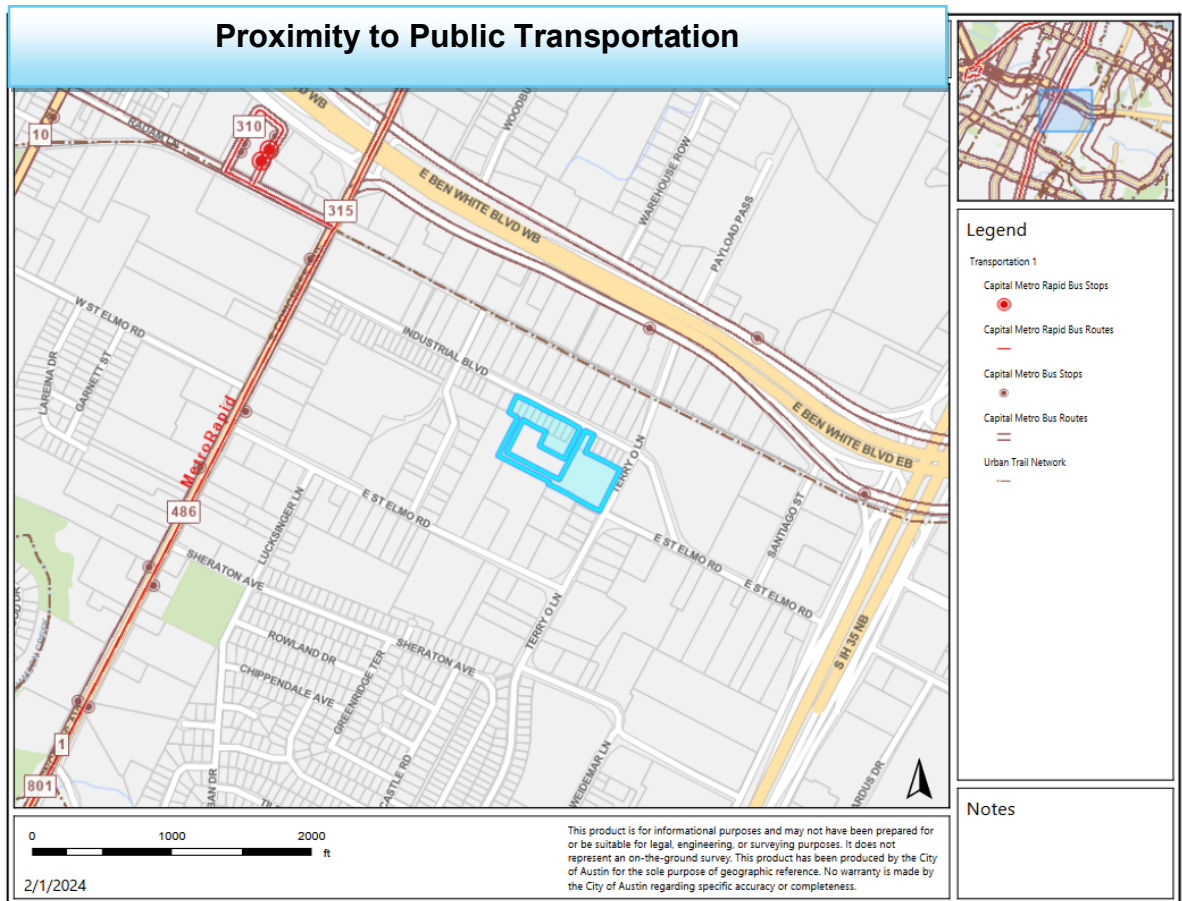 Proximity to Public Transportation
WB
WOODBU
10
310
RADAM LN
E BEN WHITE BLVD WB
WAREHOUSE ROW
PAYLOAD PASS
315
S CONGRESS
W ST ELMO RD
INDUSTRIAL BLVD
LAREINA DR
GARNETT ST
MetroRapid
E BEN WHITE BLVD EB
TERRY O LN
486
LUCKSINGER LN
E ST ELMO RD
E ST ELMO RD
SANTIAGO ST
E ST ELMO RD
SHERATON AVE
TERRY O LN
ROWLAND DR
SHERATON AVE
CHIPPENDALE AVE
GREENRIDGE TER
S IH 35 NB
1
801
BAN DR
CASTLE RD
WEIDEMAR LN
ARDUS DR
Legend
Transportation 1
Capital Metro Rapid Bus Stops
Capital Metro Rapid Bus Routes
Capital Metro Bus Stops
Capital Metro Bus Routes
Urban Trail Network
Notes
0 1000 2000
ft
2/1/2024
This product is for informational purposes and may not have been prepared for
or be suitable for legal, engineering, or surveying purposes. It does not
represent an on-the-ground survey. This product has been produced by the City
of Austin for the sole purpose of geographic reference. No warranty is made by
the City of Austin regarding specific accuracy or completeness.